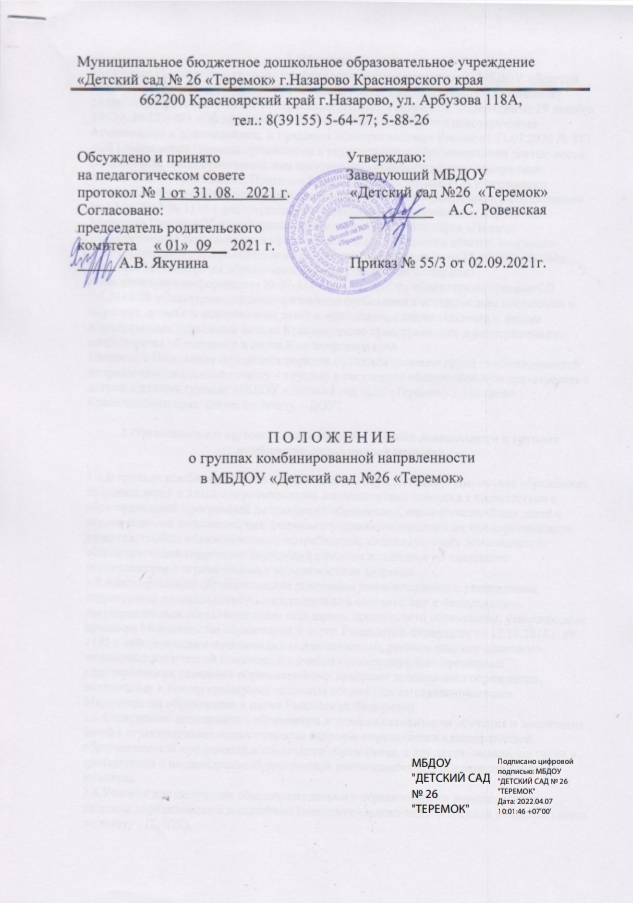 Муниципальное бюджетное дошкольное образовательное учреждение
«Детский сад № 26 «Теремок» г.Назарово Красноярского края
662200 Красноярский край г.Назарово, ул. Арбузова 118А,
тел.: 8(39155) 5-64-77; 5-88-26
Обсуждено и принято
на педагогическом совете
протокол № 1 от 31. 08. 2021 г.
Согласовано:
председатель родительского
комитета « 01» 09__ 2021 г.
_____ А.В. Якунина
Утверждаю:
Заведующий МБДОУ
«Детский сад №26 «Теремок»
___________ А.С. Ровенская
Приказ № 55/3 от 02.09.2021г.
П О Л О Ж Е Н И Е
о группах комбинированной напрвленности
в МБДОУ «Детский сад №26 «Теремок»
МБДОУ
"ДЕТСКИЙ САД
№ 26
"ТЕРЕМОК"
Подписано цифровой
подписью: МБДОУ
"ДЕТСКИЙ САД № 26
"ТЕРЕМОК"
Дата: 2022.04.07
10:01:46 +07'00'